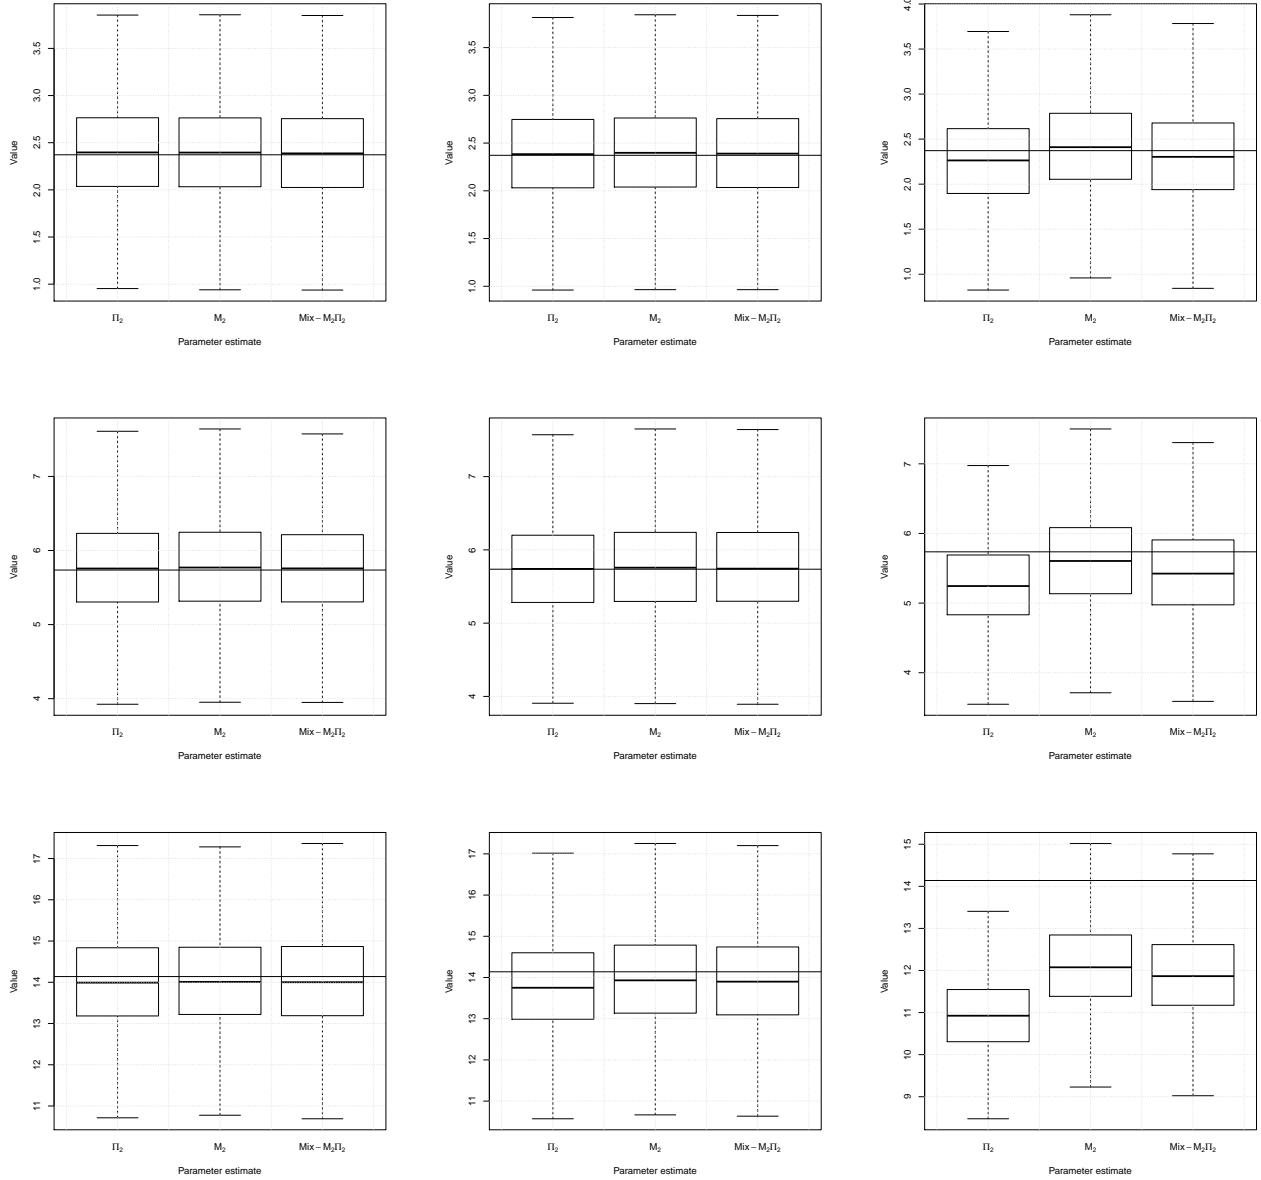 Value
1.0 1.5 2.0 2.5 3.0 3.5
Π₂ M₂ Mix – M₂Π₂
Parameter estimate
Value
1.0 1.5 2.0 2.5 3.0 3.5
Π₂ M₂ Mix – M₂Π₂
Parameter estimate
Value
1.0 1.5 2.0 2.5 3.0 3.5 4.0
Π₂ M₂ Mix – M₂Π₂
Parameter estimate
Value
4 5 6 7
Π₂ M₂ Mix – M₂Π₂
Parameter estimate
Value
4 5 6 7
Π₂ M₂ Mix – M₂Π₂
Parameter estimate
Value
4 5 6 7
Π₂ M₂ Mix – M₂Π₂
Parameter estimate
Value
11 12 13 14 15 16 17
Π₂ M₂ Mix – M₂Π₂
Parameter estimate
Value
11 12 13 14 15 16 17
Π₂ M₂ Mix – M₂Π₂
Parameter estimate
Value
9 10 11 12 13 14 15
Π₂ M₂ Mix – M₂Π₂
Parameter estimate